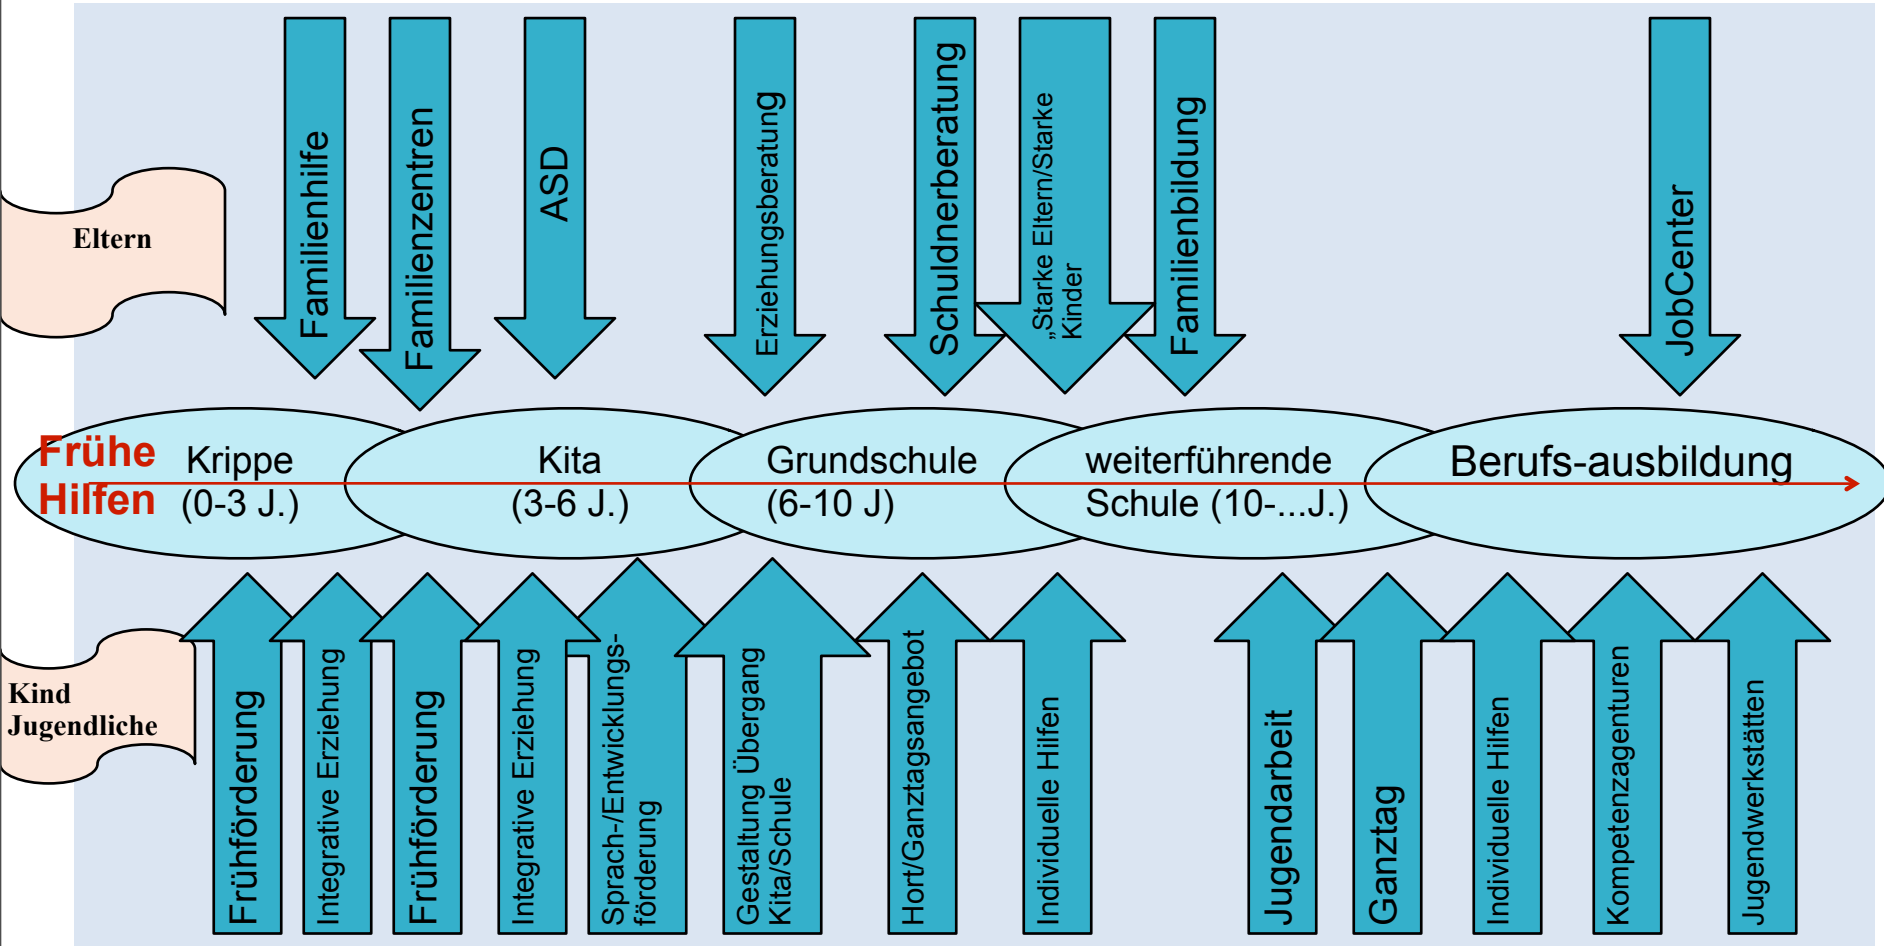 Familienhilfe
Familienzentren
ASD
Erziehungsberatung
Schuldnerberatung
„Starke Eltern/Starke
Kinder
Familienbildung
JobCenter
Eltern
Frühe
Hilfen
Krippe
(0-3 J.)
Kita
(3-6 J.)
Grundschule
(6-10 J)
weiterführende
Schule (10-...J.)
Berufs-ausbildung
Kind
Jugendliche
Frühförderung
Integrative Erziehung
Frühförderung
Integrative Erziehung
Sprach-/Entwicklungs-
förderung
Gestaltung Übergang
Kita/Schule
Hort/Ganztagsangebot
Individuelle Hilfen
Jugendarbeit
Ganztag
Individuelle Hilfen
Kompetenzagenturen
Jugendwerkstätten